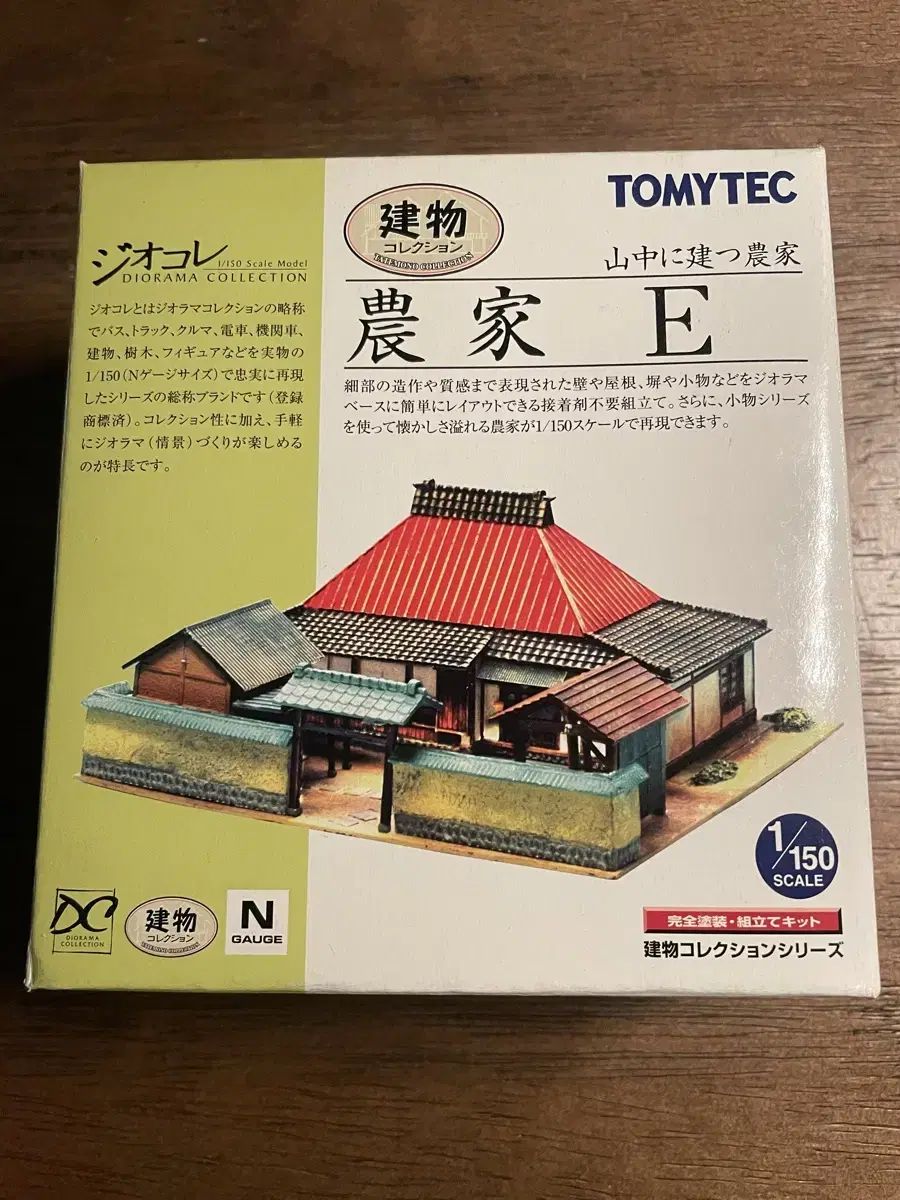 TOMYTEC
建物
コレクション
TATEMONO COLLECTION
山中に建つ農家
農家 E
細部の造作や質感まで表現された壁や屋根、塀や小物などをジオラマ
ベースに簡単にレイアウトできる接着剤不要組立て。さらに、小物シリーズ
を使って懐かしさ溢れる農家が1/150スケールで再現できます。
ジオコレ
1/150 Scale Model
DIORAMA COLLECTION
ジオコレとはジオラマコレクションの略称
でバス、トラック、クルマ、電車、機関車、
建物、樹木、フィギュアなどを実物の
1/150(Nゲージサイズ)で忠実に再現
したシリーズの総称ブランドです(登録
商標済)。コレクション性に加え、手軽
にジオラマ(情景)づくりが楽しめる
のが特長です。
1/150
SCALE
DC
DIORAMA
COLLECTION
建物
コレクション
TATEMONO COLLECTION
N
GAUGE
完全塗装・組立てキット
建物コレクションシリーズ